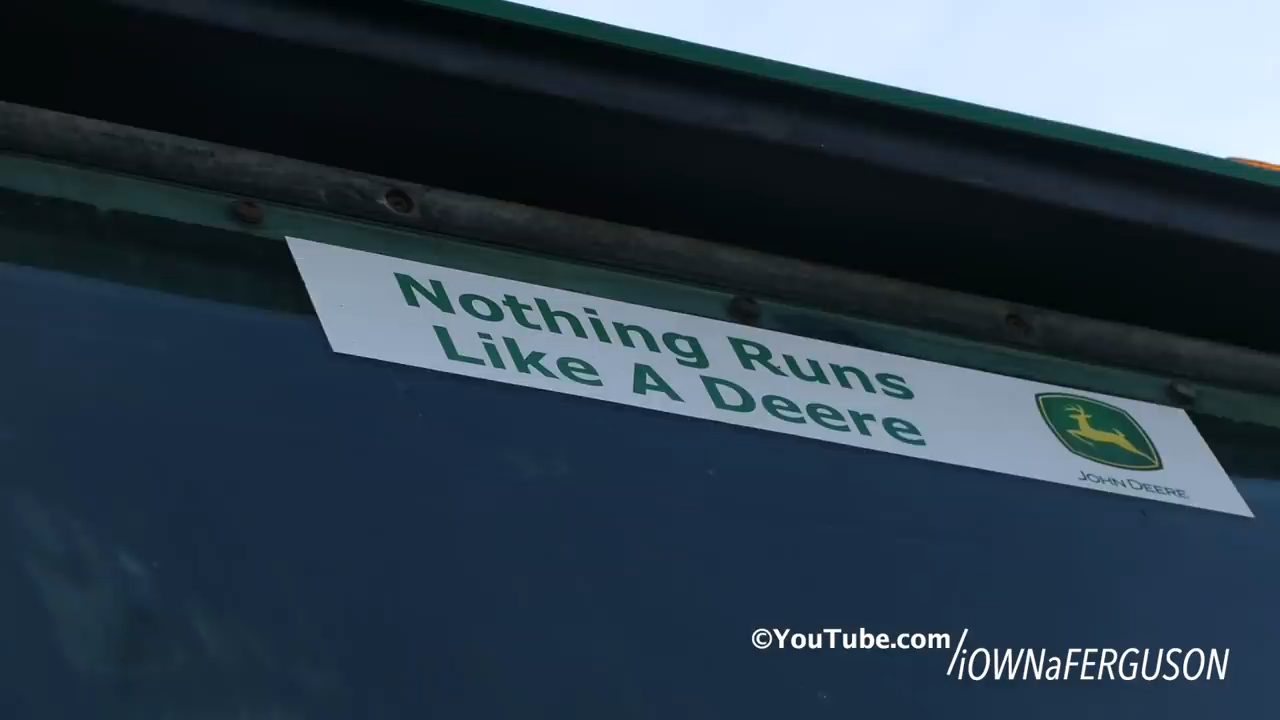 Nothing Runs
Like A Deere
JOHN DEERE
©YouTube.com/iOWNaFERGUSON